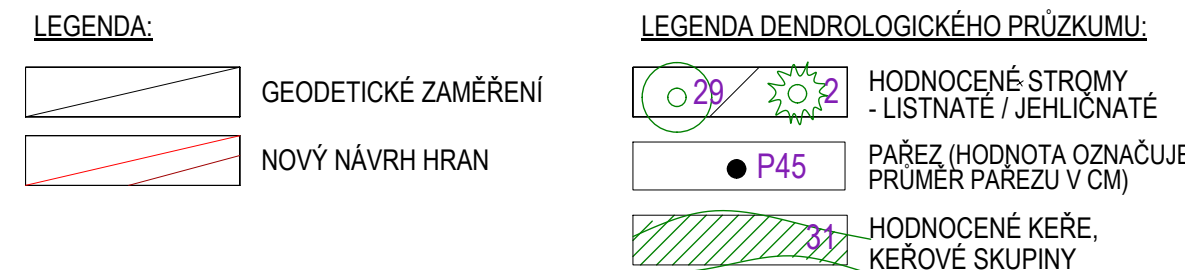 LEGENDA:
GEODETICKÉ ZAMĚŘENÍ
NOVÝ NÁVRH HRAN
LEGENDA DENDROLOGICKÉHO PRŮZKUMU:
29 2
HODNOCENÉ STROMY
- LISTNATÉ / JEHLIČNATÉ
P45
PAŘEZ (HODNOTA OZNAČUJE
PRŮMĚR PAŘEZU V CM)
31
HODNOCENÉ KEŘE,
KEŘOVÉ SKUPINY